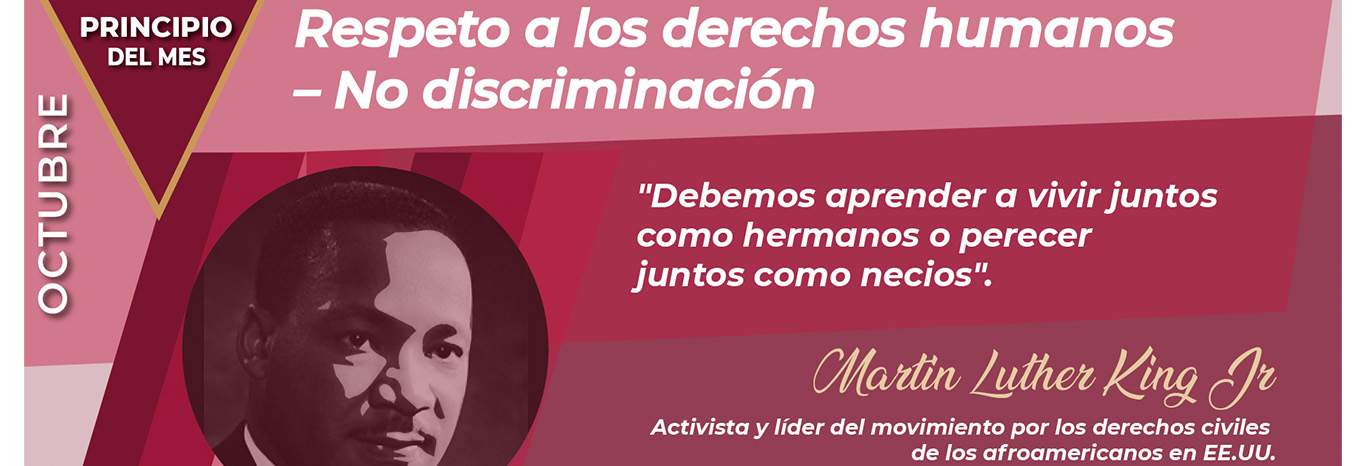 PRINCIPIO
DEL MES
OCTUBRE
Respeto a los derechos humanos
– No discriminación
"Debemos aprender a vivir juntos
como hermanos o perecer
juntos como necios".
Martin Luther King Jr
Activista y líder del movimiento por los derechos civiles
de los afroamericanos en EE.UU.